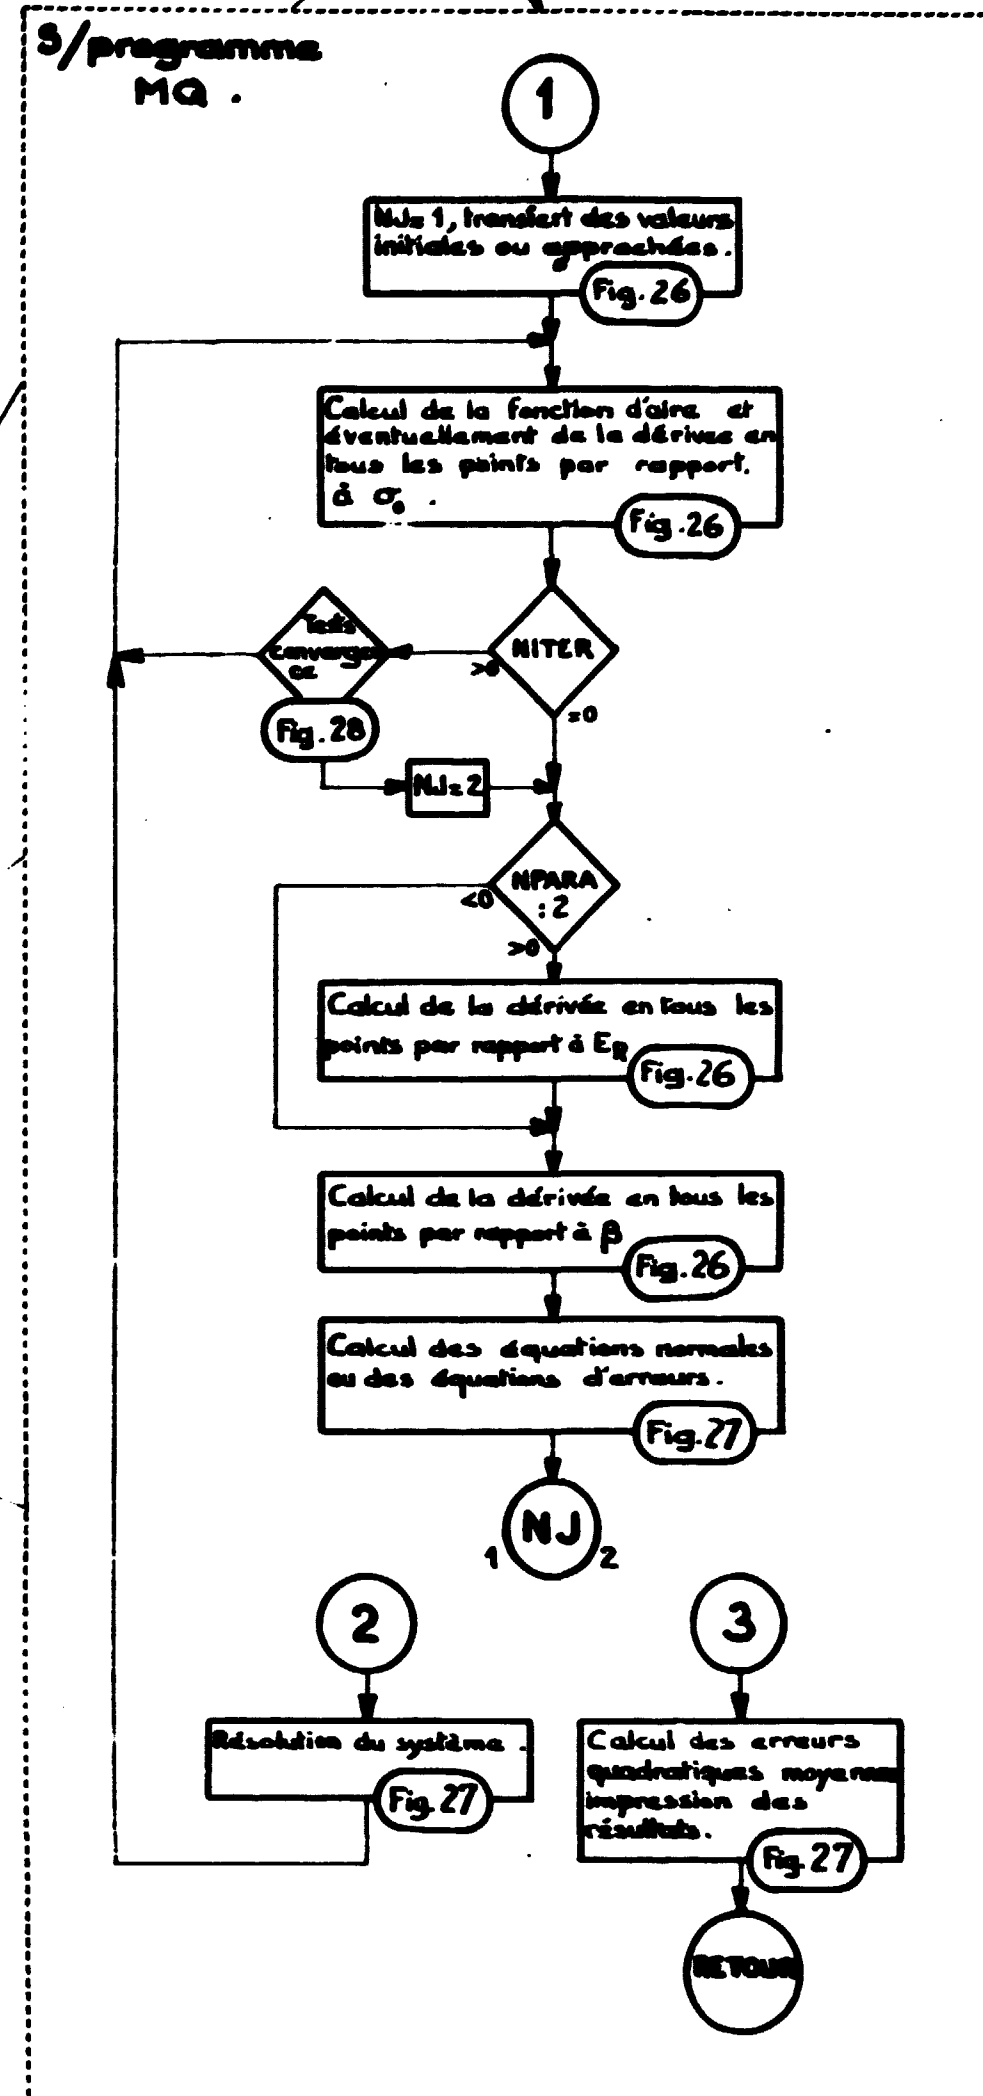 S/programme
MQ.
1
NJ=1, transfert des valeurs
initiales ou approchées.
Fig. 26
Calcul de la fonction d'aire et
éventuellement de la dérivée en
tous les points par rapport.
à σ₀ .
Fig. 26
NITER
>0
=0
Tests
convergen
ce
Fig. 28
NJ=2
NPARA
: 2
<0
>0
Calcul de la dérivée en tous les
points par rapport à E_R
Fig. 26
Calcul de la dérivée en tous les
points par rapport à β
Fig. 26
Calcul des équations normales
ou des équations d'erreurs.
Fig. 27
NJ
1
2
2
Résolution du système.
Fig. 27
3
Calcul des erreurs
quadratiques moyennes
impression des
résultats.
Fig. 27
RETOUR